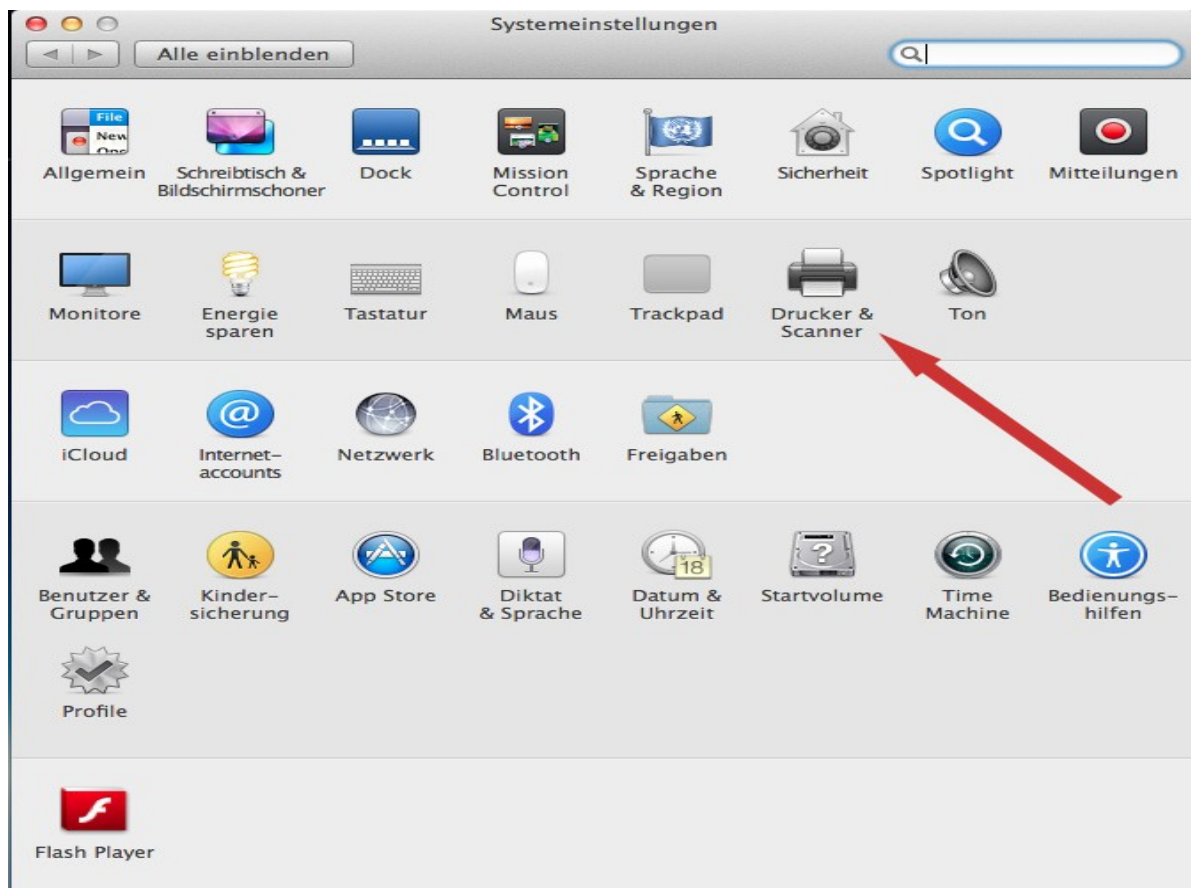 Systemeinstellungen
Alle einblenden
File
New
Allgemein
Schreibtisch &
Bildschirmschoner
Dock
Mission
Control
Sprache
& Region
Sicherheit
Spotlight
Mitteilungen
Monitore
Energie
sparen
Tastatur
Maus
Trackpad
Drucker &
Scanner
Ton
iCloud
@
Internet-
accounts
Netzwerk
Bluetooth
Freigaben
Benutzer &
Gruppen
Kinder-
sicherung
App Store
Diktat
& Sprache
18
Datum &
Uhrzeit
?
Startvolume
Time
Machine
Bedienungs-
hilfen
Profile
Flash Player